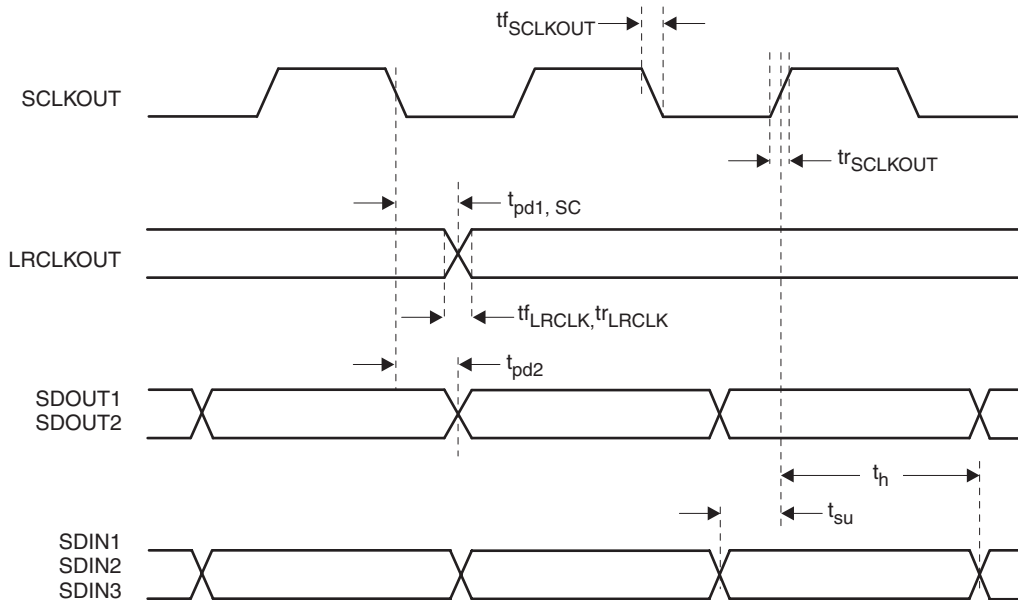 tfSCLKOUT
SCLKOUT
trSCLKOUT
tpd1, SC
LRCLKOUT
tfLRCLK,trLRCLK
tpd2
SDOUT1
SDOUT2
th
tsu
SDIN1
SDIN2
SDIN3